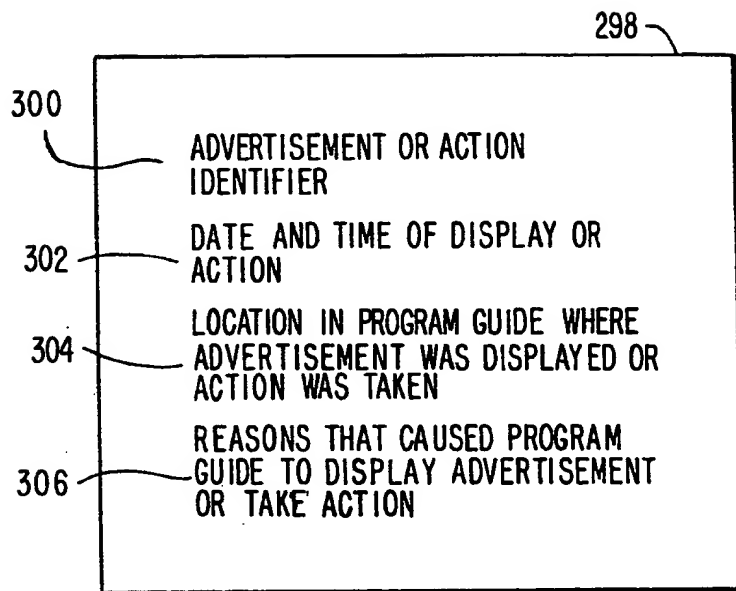 298
300
ADVERTISEMENT OR ACTION
IDENTIFIER
302
DATE AND TIME OF DISPLAY OR
ACTION
304
LOCATION IN PROGRAM GUIDE WHERE
ADVERTISEMENT WAS DISPLAYED OR
ACTION WAS TAKEN
306
REASONS THAT CAUSED PROGRAM
GUIDE TO DISPLAY ADVERTISEMENT
OR TAKE ACTION